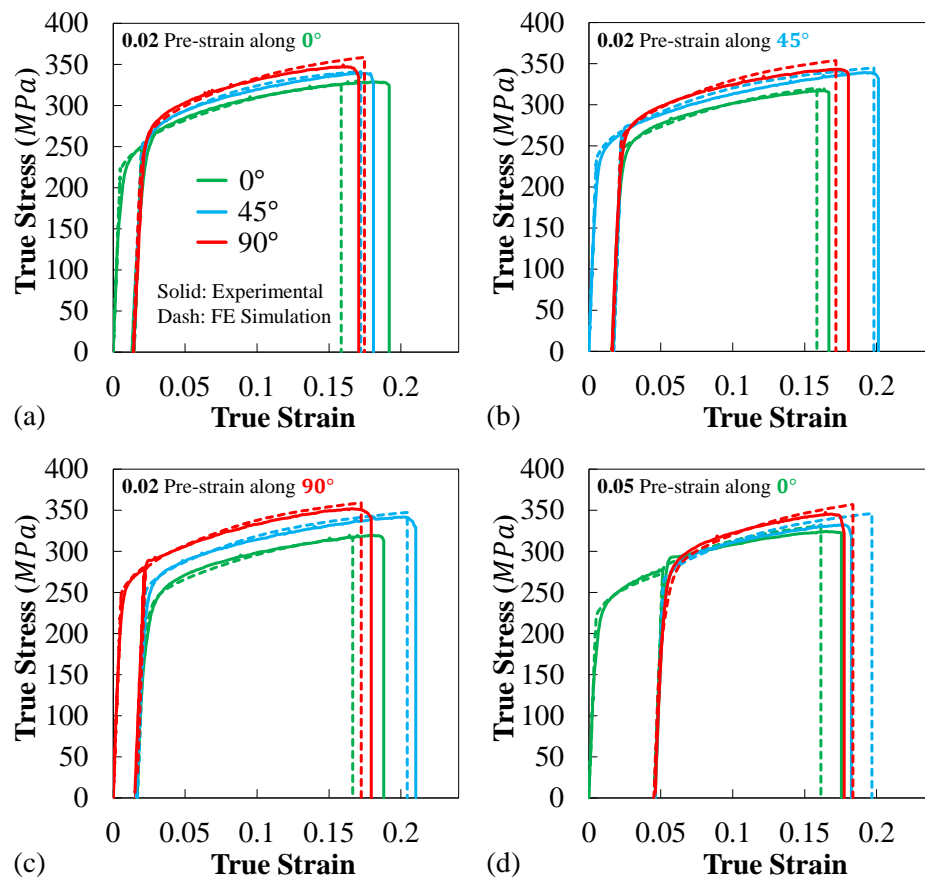 0.02 Pre-strain along 0°
True Stress (MPa)
400
350
300
250
200
150
100
50
0
0°
45°
90°
Solid: Experimental
Dash: FE Simulation
0 0.05 0.1 0.15 0.2
True Strain
(a)
0.02 Pre-strain along 45°
True Stress (MPa)
400
350
300
250
200
150
100
50
0
0 0.05 0.1 0.15 0.2
True Strain
(b)
0.02 Pre-strain along 90°
True Stress (MPa)
400
350
300
250
200
150
100
50
0
0 0.05 0.1 0.15 0.2
True Strain
(c)
0.05 Pre-strain along 0°
True Stress (MPa)
400
350
300
250
200
150
100
50
0
0 0.05 0.1 0.15 0.2
True Strain
(d)